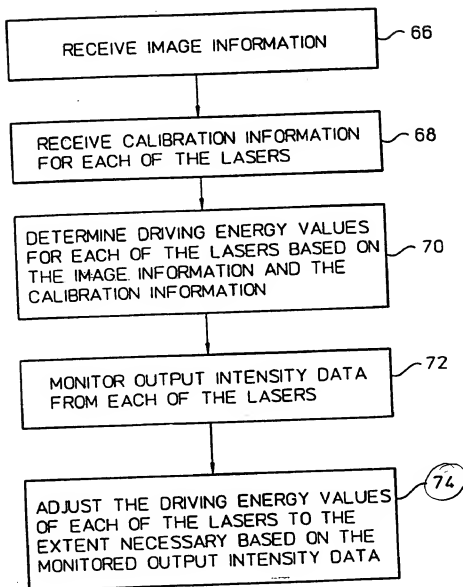 RECEIVE IMAGE INFORMATION
66
RECEIVE CALIBRATION INFORMATION
FOR EACH OF THE LASERS
68
DETERMINE DRIVING ENERGY VALUES
FOR EACH OF THE LASERS BASED ON
THE IMAGE INFORMATION AND THE
CALIBRATION INFORMATION
70
MONITOR OUTPUT INTENSITY DATA
FROM EACH OF THE LASERS
72
ADJUST THE DRIVING ENERGY VALUES
OF EACH OF THE LASERS TO THE
EXTENT NECESSARY BASED ON THE
MONITORED OUTPUT INTENSITY DATA
74